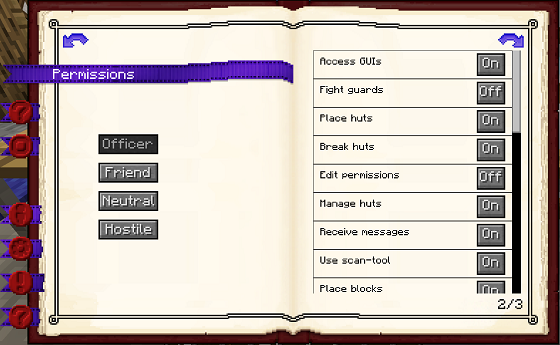 Permissions
Officer
Friend
Neutral
Hostile
Access GUIs On
Fight guards Off
Place huts On
Break huts On
Edit permissions Off
Manage huts On
Receive messages On
Use scan-tool On
Place blocks On
2/3